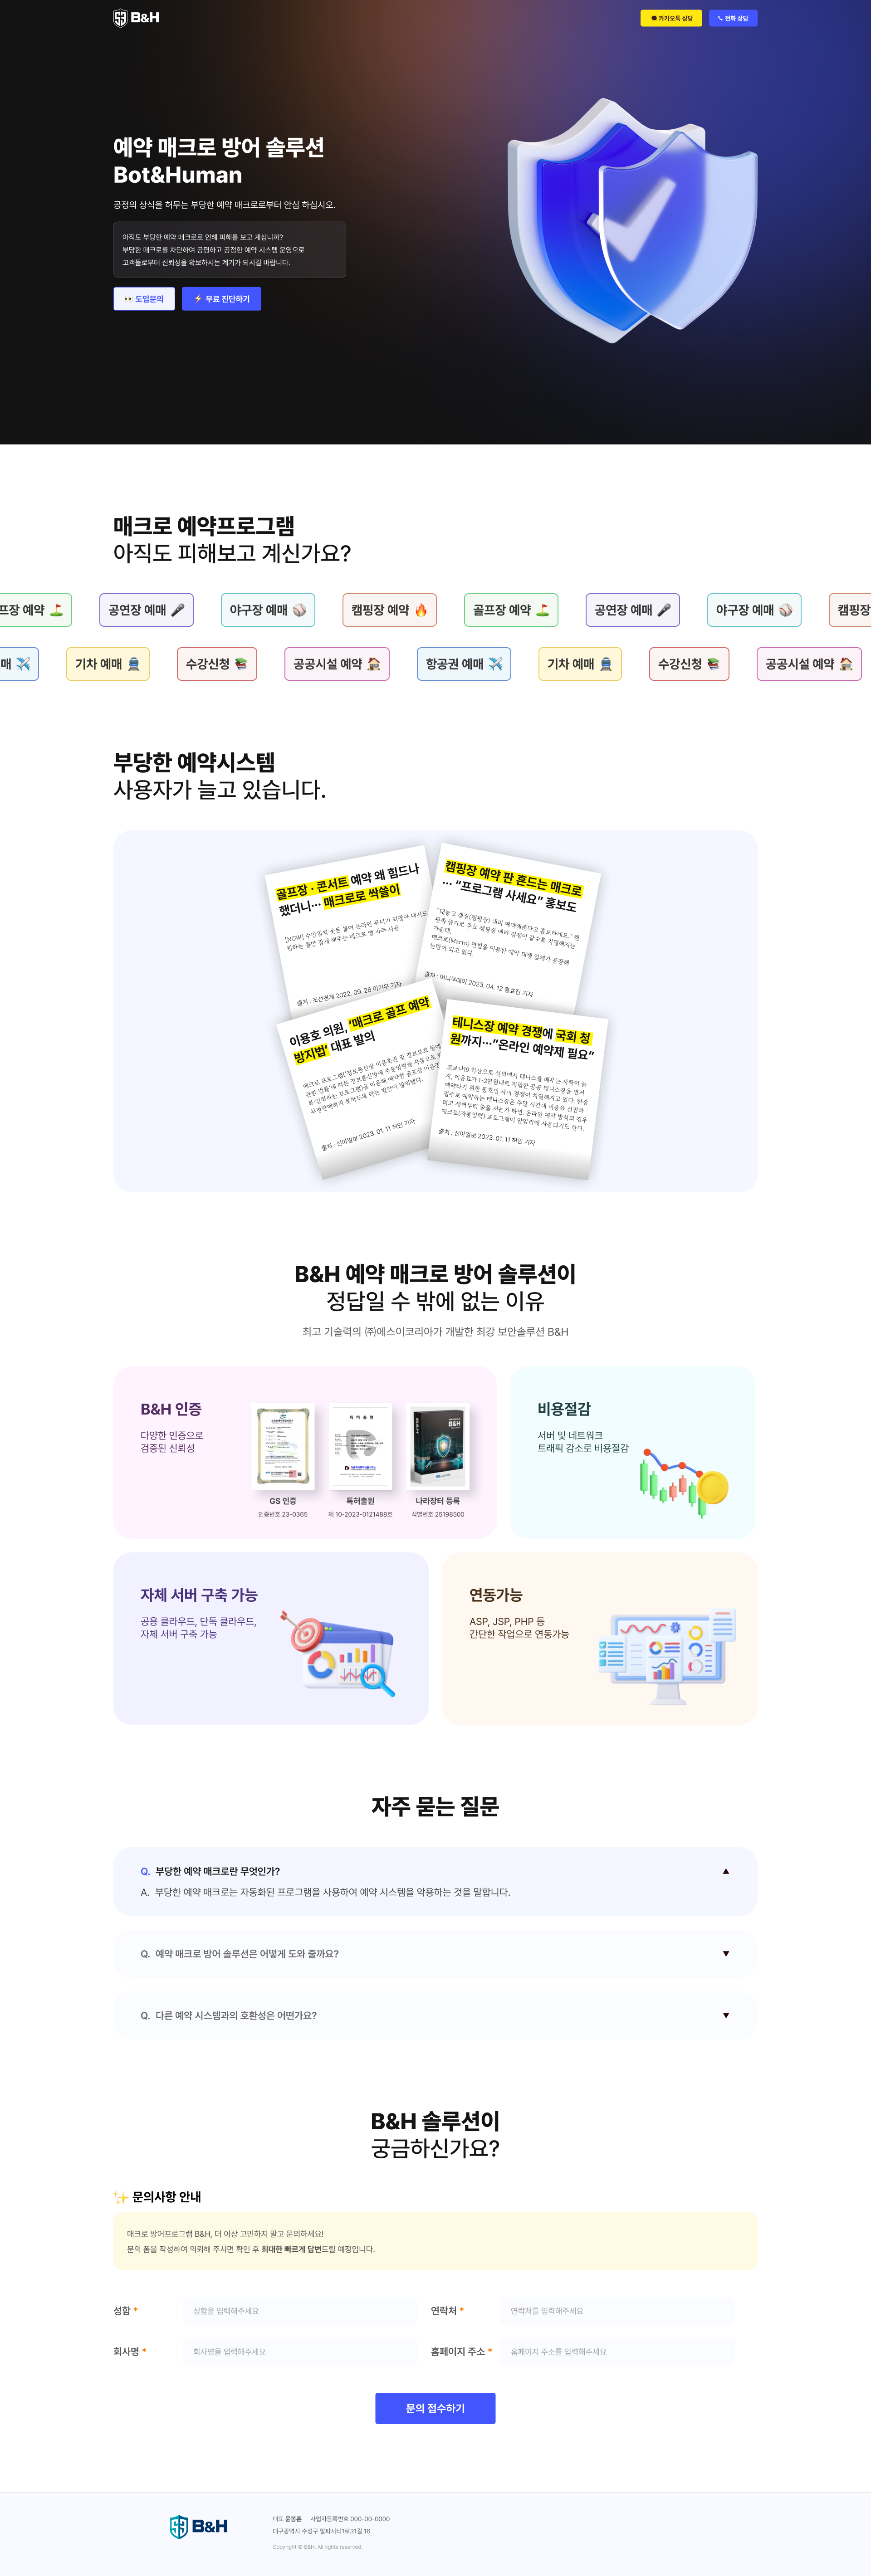 B&H
카카오톡 상담
전화 상담
예약 매크로 방어 솔루션
Bot&Human
공정의 상식을 허무는 부당한 예약 매크로로부터 안심 하십시오.
아직도 부당한 예약 매크로로 인해 피해를 보고 계십니까?
부당한 매크로를 차단하여 공평하고 공정한 예약 시스템 운영으로
고객들로부터 신뢰성을 확보하시는 계기가 되시길 바랍니다.
👀 도입문의
⚡ 무료 진단하기
매크로 예약프로그램
아직도 피해보고 계신가요?
프장 예약 ⛳
공연장 예매 🎤
야구장 예매 ⚾
캠핑장 예약 🔥
골프장 예약 ⛳
공연장 예매 🎤
야구장 예매 ⚾
캠핑장
매 ✈️
기차 예매 🚊
수강신청 📚
공공시설 예약 🏠
항공권 예매 ✈️
기차 예매 🚊
수강신청 📚
공공시설 예약 🏠
부당한 예약시스템
사용자가 늘고 있습니다.
골프장 · 콘서트 예약 왜 힘드나
했더니… 매크로로 싹쓸이
[NOW] 수만원씩 웃돈 붙여 온라인 무더기 되팔아 택시도
원하는 콜만 잡게 해주는 매크로 앱 자주 사용
출처 : 조선경제 2022. 09. 26 이기우 기자
캠핑장 예약 판 흔드는 매크로
… “프로그램 사세요” 홍보도
"대놓고 캠장(캠핑장) 대리 예약해준다고 홍보하네요." 캠
핑족 증가로 주요 캠핑장 예약 경쟁이 갈수록 치열해지는
가운데,
매크로(Macro) 편법을 이용한 예약 대행 업체가 등장해
논란이 되고 있다.
출처 : 머니투데이 2023. 04. 12 홍효진 기자
이용호 의원, ‘매크로 골프 예약
방지법’ 대표 발의
매크로 프로그램('정보통신망 이용촉진 및 정보보호 등에
관한 법률'에 따른 정보통신망에 주문명령을 자동으로 반
복·입력하는 프로그램)을 이용해 예약한 골프장 이용권
부정판매하지 못하도록 막는 법안이 발의됐다.
출처 : 신아일보 2023. 01. 11 허인 기자
테니스장 예약 경쟁에 국회 청
원까지…”온라인 예약제 필요”
코로나19 확산으로 실외에서 테니스를 배우는 사람이 늘
자, 이용료가 1-2만원대로 저렴한 공공 테니스장을 먼저
예약하기 위한 동호인 사이 경쟁이 치열해지고 있다. 현장
접수로 예약하는 테니스장은 주말 시간대 이용을 선점하
려고 새벽부터 줄을 서는가 하면, 온라인 예약 방식의 경우
매크로(자동입력) 프로그램이 암암리에 사용되기도 한다.
출처 : 신아일보 2023. 01. 11 허인 기자
B&H 예약 매크로 방어 솔루션이
정답일 수 밖에 없는 이유
최고 기술력의 ㈜에스이코리아가 개발한 최강 보안솔루션 B&H
B&H 인증
다양한 인증으로
검증된 신뢰성
GS 인증
인증번호 23-0365
특허출원
제 10-2023-0121488호
나라장터 등록
식별번호 25198500
비용절감
서버 및 네트워크
트래픽 감소로 비용절감
자체 서버 구축 가능
공용 클라우드, 단독 클라우드,
자체 서버 구축 가능
연동가능
ASP, JSP, PHP 등
간단한 작업으로 연동가능
자주 묻는 질문
Q. 부당한 예약 매크로란 무엇인가? ▲
A. 부당한 예약 매크로는 자동화된 프로그램을 사용하여 예약 시스템을 악용하는 것을 말합니다.
Q. 예약 매크로 방어 솔루션은 어떻게 도와 줄까요? ▼
Q. 다른 예약 시스템과의 호환성은 어떤가요? ▼
B&H 솔루션이
궁금하신가요?
✨ 문의사항 안내
매크로 방어프로그램 B&H, 더 이상 고민하지 말고 문의하세요!
문의 폼을 작성하여 의뢰해 주시면 확인 후 최대한 빠르게 답변드릴 예정입니다.
성함 *
성함을 입력해주세요
연락처 *
연락처를 입력해주세요
회사명 *
회사명을 입력해주세요
홈페이지 주소 *
홈페이지 주소를 입력해주세요
문의 접수하기
B&H
대표 윤봉훈 사업자등록번호 000-00-0000
대구광역시 수성구 알파시티1로31길 16
Copyright © B&H. All rights reserved.